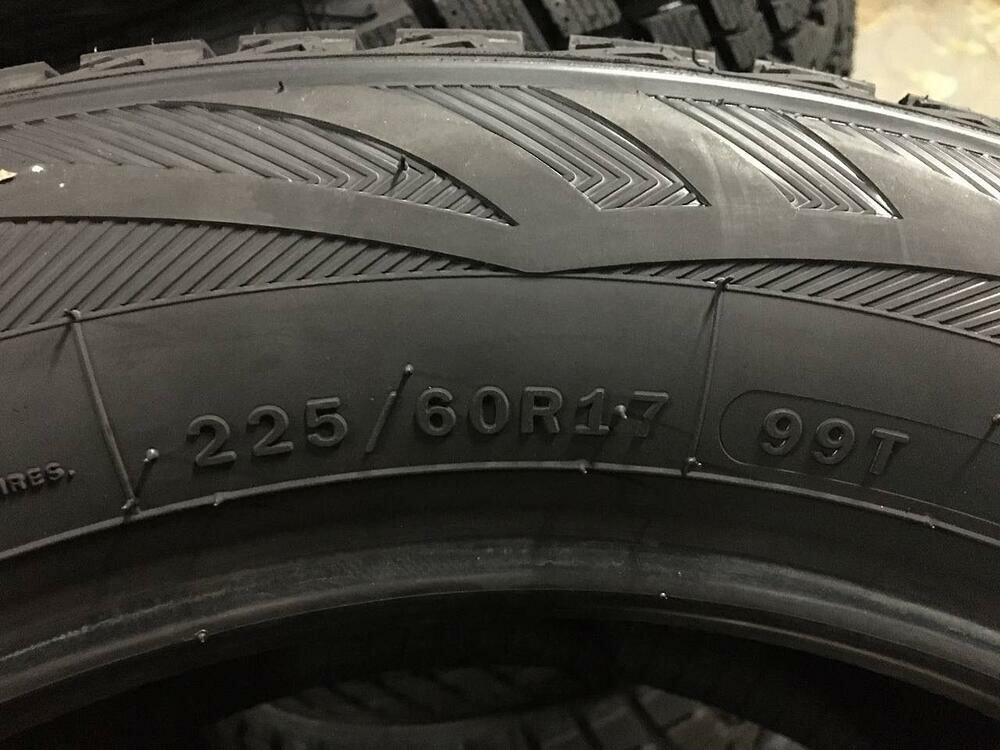 IRES.
225/60R17
99T